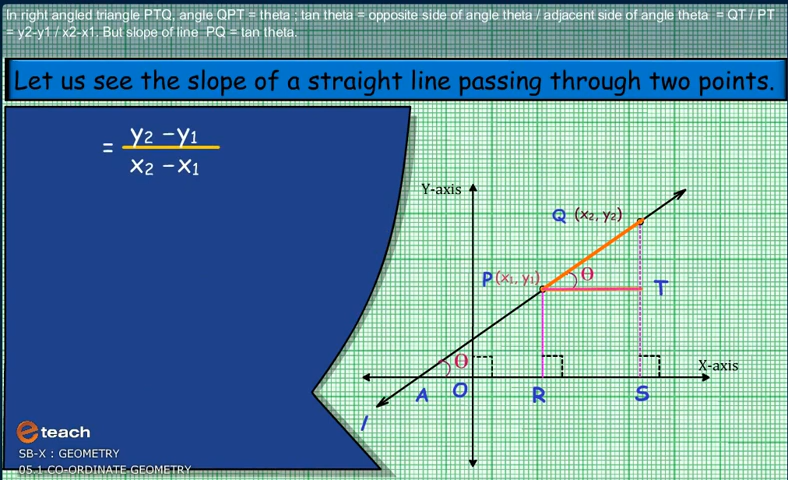 In right angled triangle PTQ, angle QPT = theta ; tan theta = opposite side of angle theta / adjacent side of angle theta = QT / PT
= y2-y1 / x2-x1. But slope of line PQ = tan theta.
Let us see the slope of a straight line passing through two points.
= y₂ – y₁
x₂ – x₁
Y-axis
Q (x₂, y₂)
P (x₁, y₁)
θ
T
θ
X-axis
A
O
R
S
l
e teach
SB-X : GEOMETRY
05.1 CO-ORDINATE GEOMETRY